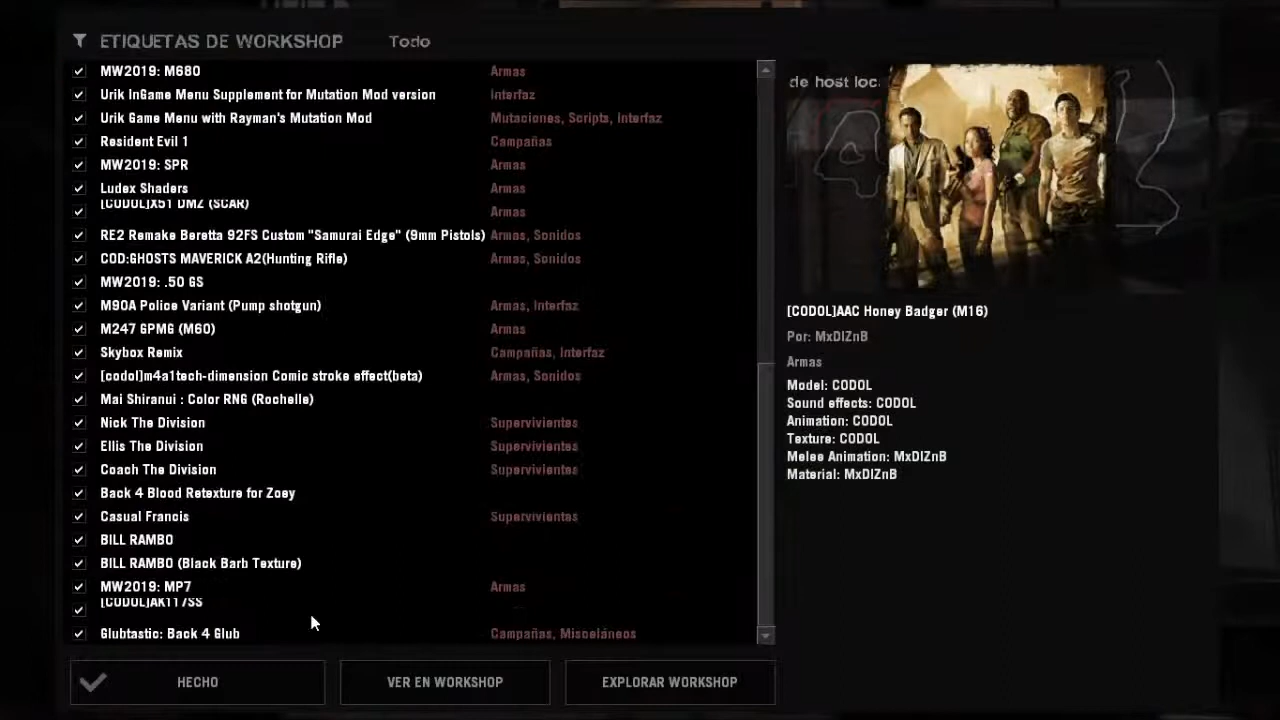 ETIQUETAS DE WORKSHOP Todo
MW2019: M680 Armas
Urik InGame Menu Supplement for Mutation Mod version Interfaz
Urik Game Menu with Rayman's Mutation Mod Mutaciones, Scripts, Interfaz
Resident Evil 1 Campañas
MW2019: SPR Armas
Ludex Shaders Armas
[CODOL]X51 DMZ (SCAR) Armas
RE2 Remake Beretta 92FS Custom "Samurai Edge" (9mm Pistols) Armas, Sonidos
COD:GHOSTS MAVERICK A2(Hunting Rifle) Armas, Sonidos
MW2019: .50 GS
M90A Police Variant (Pump shotgun) Armas, Interfaz
M247 GPMG (M60) Armas
Skybox Remix Campañas, Interfaz
[codol]m4a1tech-dimension Comic stroke effect(beta) Armas, Sonidos
Mai Shiranui : Color RNG (Rochelle)
Nick The Division Supervivientes
Ellis The Division Supervivientes
Coach The Division Supervivientes
Back 4 Blood Retexture for Zoey
Casual Francis Supervivientes
BILL RAMBO
BILL RAMBO (Black Barb Texture)
MW2019: MP7 Armas
[CODOL]AK117SS
Glubtastic: Back 4 Glub Campañas, Misceláneos
HECHO
VER EN WORKSHOP
EXPLORAR WORKSHOP
de host loc
[CODOL]AAC Honey Badger (M16)
Por: MxDIZnB
Armas
Model: CODOL
Sound effects: CODOL
Animation: CODOL
Texture: CODOL
Melee Animation: MxDIZnB
Material: MxDIZnB